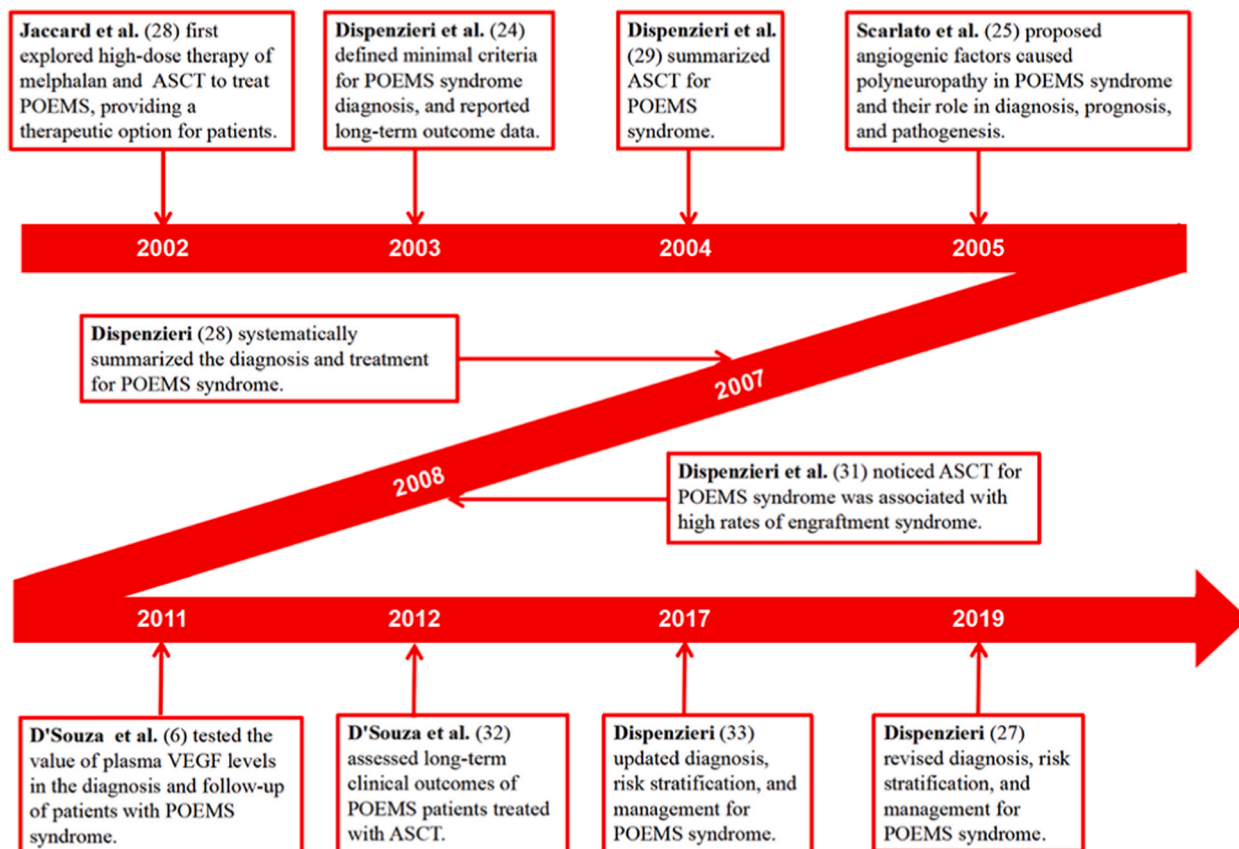 Jaccard et al. (28) first
explored high-dose therapy of
melphalan and ASCT to treat
POEMS, providing a
therapeutic option for patients.
Dispenzieri et al. (24)
defined minimal criteria
for POEMS syndrome
diagnosis, and reported
long-term outcome data.
Dispenzieri et al.
(29) summarized
ASCT for
POEMS
syndrome.
Scarlato et al. (25) proposed
angiogenic factors caused
polyneuropathy in POEMS syndrome
and their role in diagnosis, prognosis,
and pathogenesis.
2002
2003
2004
2005
Dispenzieri (28) systematically
summarized the diagnosis and treatment
for POEMS syndrome.
2007
2008
Dispenzieri et al. (31) noticed ASCT for
POEMS syndrome was associated with
high rates of engraftment syndrome.
2011
2012
2017
2019
D'Souza et al. (6) tested the
value of plasma VEGF levels
in the diagnosis and follow-up
of patients with POEMS
syndrome.
D'Souza et al. (32)
assessed long-term
clinical outcomes of
POEMS patients treated
with ASCT.
Dispenzieri (33)
updated diagnosis,
risk stratification, and
management for
POEMS syndrome.
Dispenzieri (27)
revised diagnosis, risk
stratification, and
management for
POEMS syndrome.